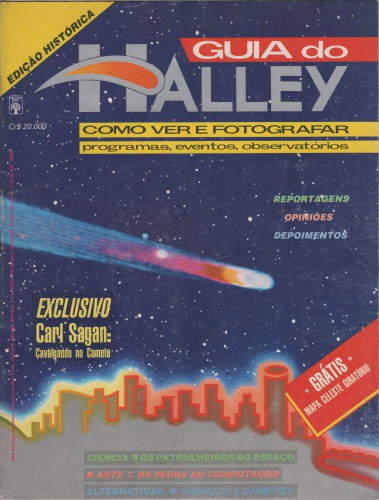 EDIÇÃO HISTÓRICA
GUIA do
HALLEY
Cr$ 20.000
COMO VER E FOTOGRAFAR
programas, eventos, observatórios
REPORTAGENS
OPINIÕES
DEPOIMENTOS
EXCLUSIVO
Carl Sagan:
Cavalgando no Cometa
• GRÁTIS •
MAPA CELESTE GIRATÓRIO
CIÊNCIA ■ OS PATRULHEIROS DO ESPAÇO
■ ARTE ■ DA PEDRA AO COMPUTADOR
ALTERNATIVAS ■ O MÁGICO E O MÍSTICO